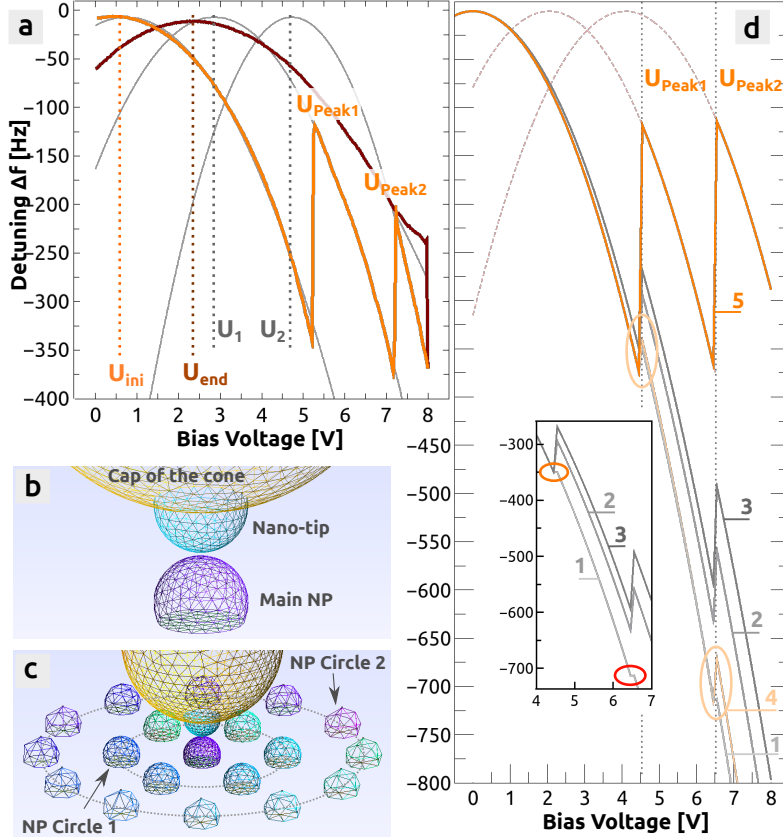 a
Detuning Δf [Hz]
0
−50
−100
−150
−200
−250
−300
−350
−400
U_Peak1
U_Peak2
U_1
U_2
U_ini
U_end
0 1 2 3 4 5 6 7 8
Bias Voltage [V]
b
Cap of the cone
Nano-tip
Main NP
c
NP Circle 2
NP Circle 1
d
U_Peak1
U_Peak2
5
−450
−500
−550
−600
−650
−700
−750
−800
3
2
4
1
−300
−400
−500
−600
−700
2
3
1
4 5 6 7
0 1 2 3 4 5 6 7 8
Bias Voltage [V]